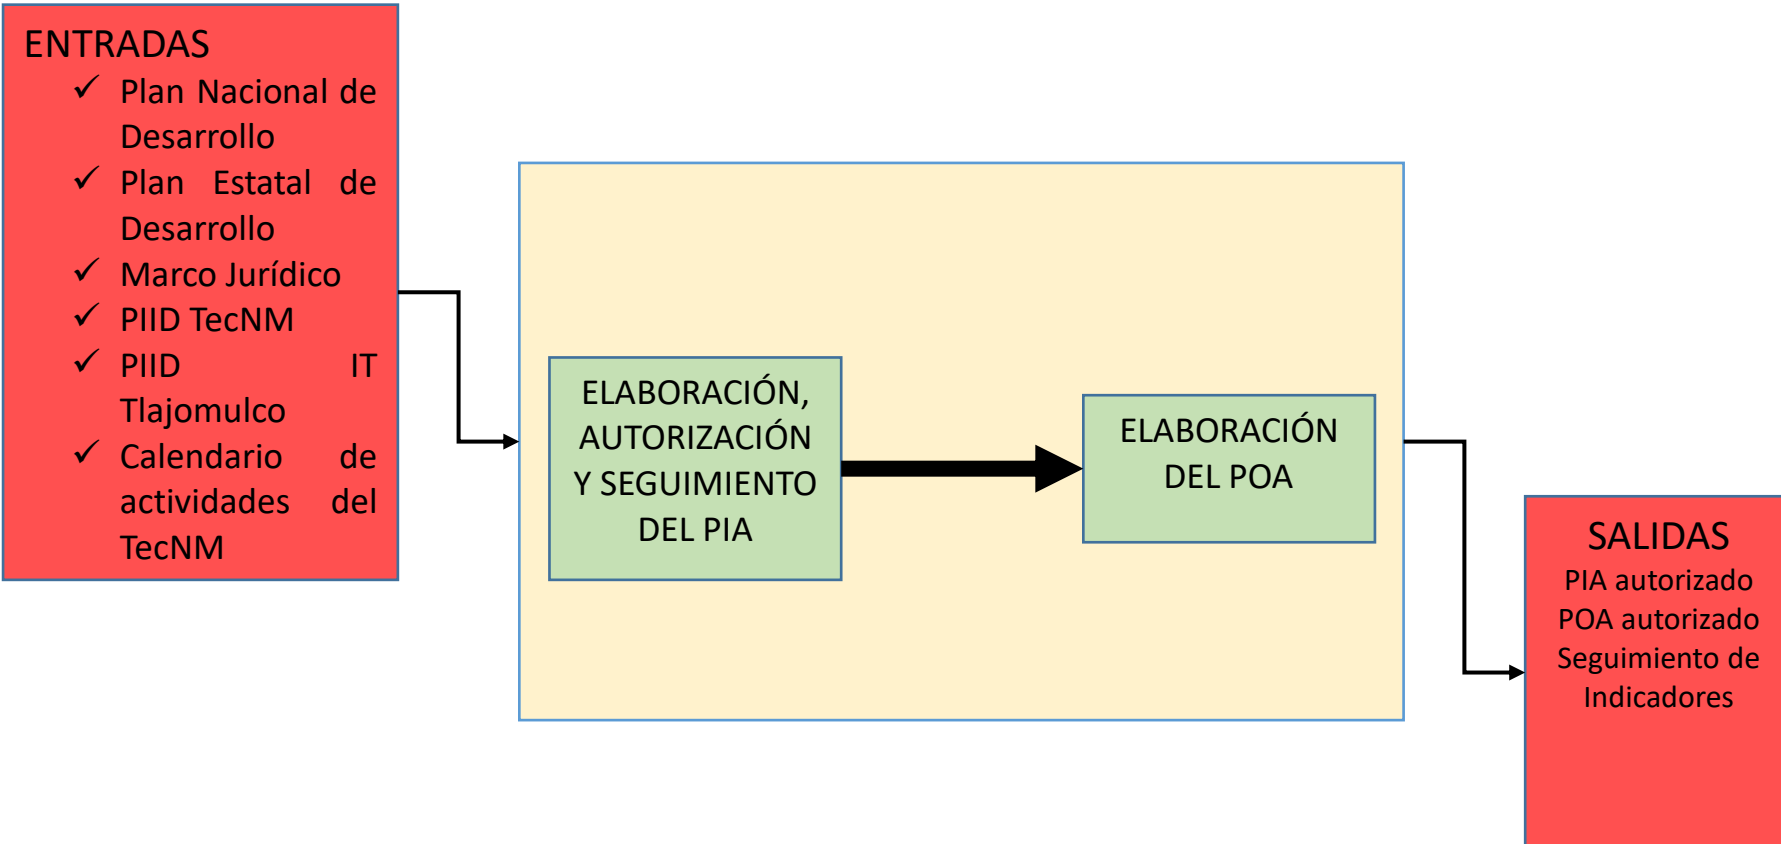 ENTRADAS
✓ Plan Nacional de
Desarrollo
✓ Plan Estatal de
Desarrollo
✓ Marco Jurídico
✓ PIID TecNM
✓ PIID IT
Tlajomulco
✓ Calendario de
actividades del
TecNM
ELABORACIÓN,
AUTORIZACIÓN
Y SEGUIMIENTO
DEL PIA
ELABORACIÓN
DEL POA
SALIDAS
PIA autorizado
POA autorizado
Seguimiento de
Indicadores